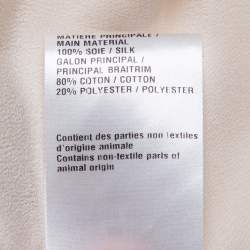 MATIÈRE PRINCIPALE /
MAIN MATERIAL
100% SOIE / SILK
GALON PRINCIPAL /
PRINCIPAL BRAITRIM
80% COTON / COTTON
20% POLYESTER / POLYESTER
Contient des parties non textiles
d'origine animale
Contains non-textile parts of
animal origin